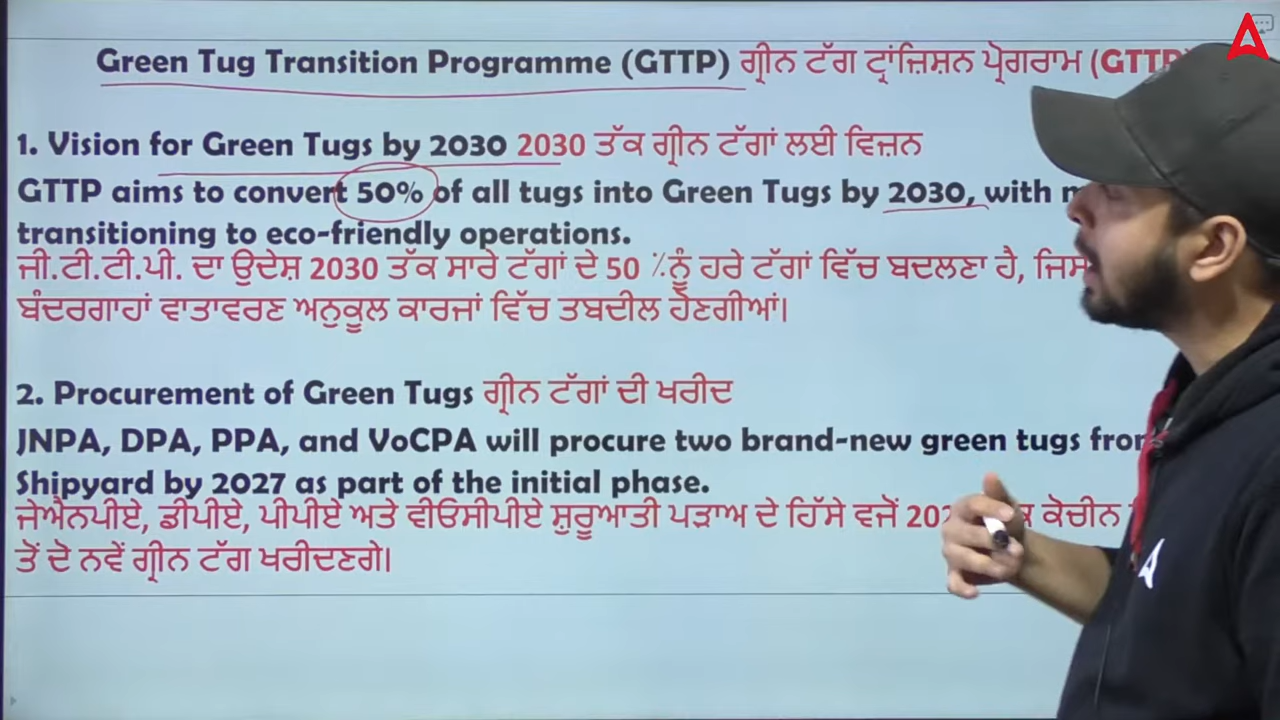 Green Tug Transition Programme (GTTP) ਗ੍ਰੀਨ ਟੱਗ ਟ੍ਰਾਂਜ਼ਿਸ਼ਨ ਪ੍ਰੋਗਰਾਮ (GTTP)
1. Vision for Green Tugs by 2030 2030 ਤੱਕ ਗ੍ਰੀਨ ਟੱਗਾਂ ਲਈ ਵਿਜ਼ਨ
GTTP aims to convert 50% of all tugs into Green Tugs by 2030, with
transitioning to eco-friendly operations.
ਜੀ.ਟੀ.ਟੀ.ਪੀ. ਦਾ ਉਦੇਸ਼ 2030 ਤੱਕ ਸਾਰੇ ਟੱਗਾਂ ਦੇ 50 ٪ਨੂੰ ਹਰੇ ਟੱਗਾਂ ਵਿੱਚ ਬਦਲਣਾ ਹੈ,
ਬੰਦਰਗਾਹਾਂ ਵਾਤਾਵਰਣ ਅਨੁਕੂਲ ਕਾਰਜਾਂ ਵਿੱਚ ਤਬਦੀਲ ਹੋਣਗੀਆਂ।
2. Procurement of Green Tugs ਗ੍ਰੀਨ ਟੱਗਾਂ ਦੀ ਖਰੀਦ
JNPA, DPA, PPA, and VoCPA will procure two brand-new green tugs
Shipyard by 2027 as part of the initial phase.
ਜੇਐਨਪੀਏ, ਡੀਪੀਏ, ਪੀਪੀਏ ਅਤੇ ਵੀਓਸੀਪੀਏ ਸ਼ੁਰੂਆਤੀ ਪੜਾਅ ਦੇ ਹਿੱਸੇ ਵਜੋਂ ਕੋਚੀਨ
ਤੋਂ ਦੋ ਨਵੇਂ ਗ੍ਰੀਨ ਟੱਗ ਖਰੀਦਣਗੇ।